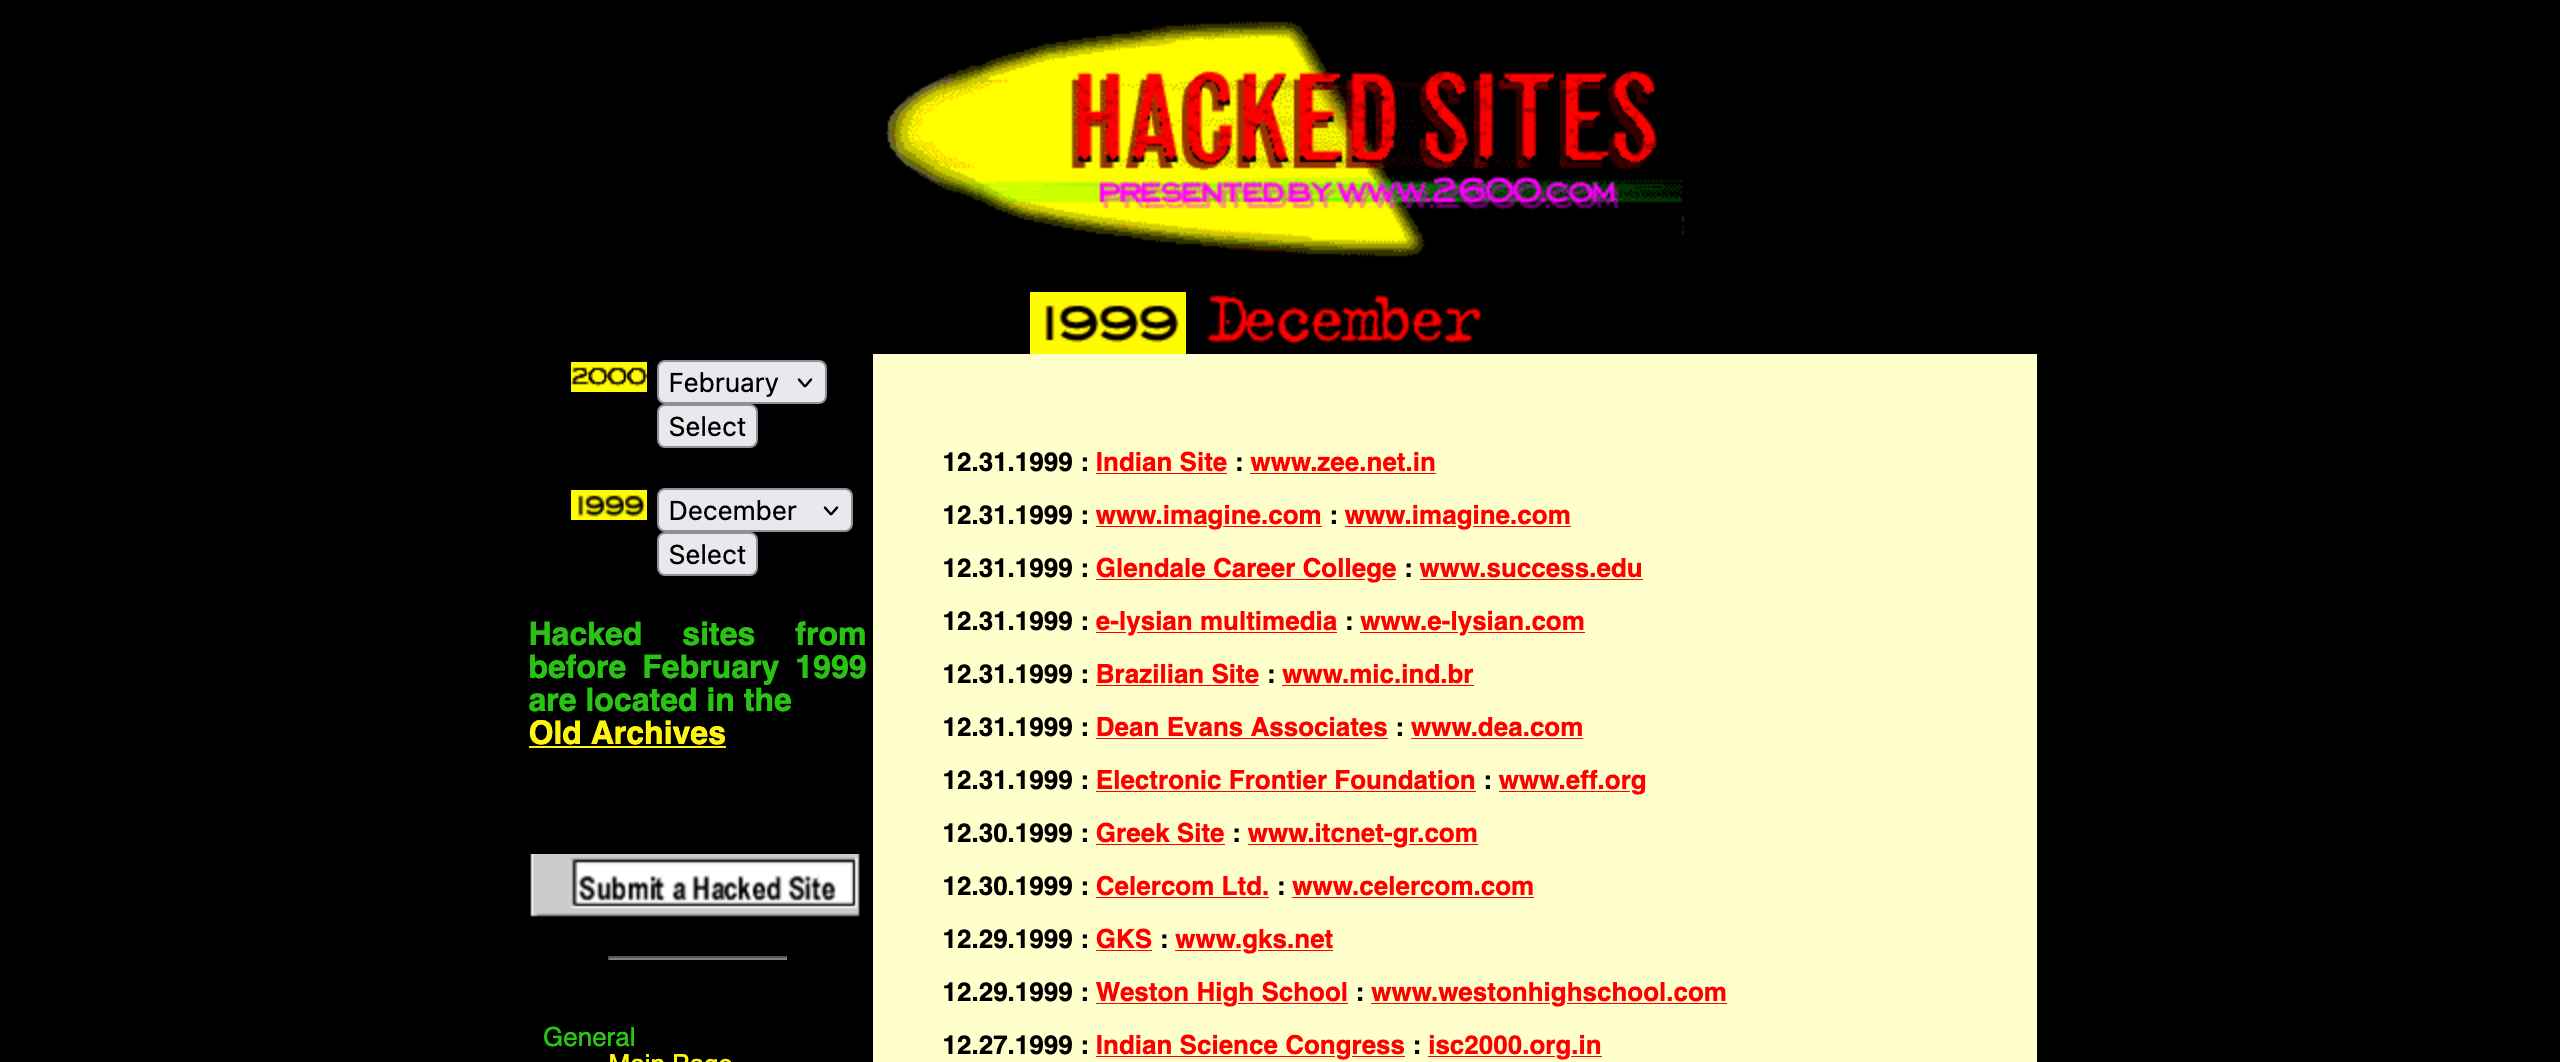 HACKED SITES
PRESENTED BY WWW.2600.COM
1999 December
2000 February
Select
1999 December
Select
Hacked sites from
before February 1999
are located in the
Old Archives
Submit a Hacked Site
General
Main Page
12.31.1999 : Indian Site : www.zee.net.in
12.31.1999 : www.imagine.com : www.imagine.com
12.31.1999 : Glendale Career College : www.success.edu
12.31.1999 : e-lysian multimedia : www.e-lysian.com
12.31.1999 : Brazilian Site : www.mic.ind.br
12.31.1999 : Dean Evans Associates : www.dea.com
12.31.1999 : Electronic Frontier Foundation : www.eff.org
12.30.1999 : Greek Site : www.itcnet-gr.com
12.30.1999 : Celercom Ltd. : www.celercom.com
12.29.1999 : GKS : www.gks.net
12.29.1999 : Weston High School : www.westonhighschool.com
12.27.1999 : Indian Science Congress : isc2000.org.in